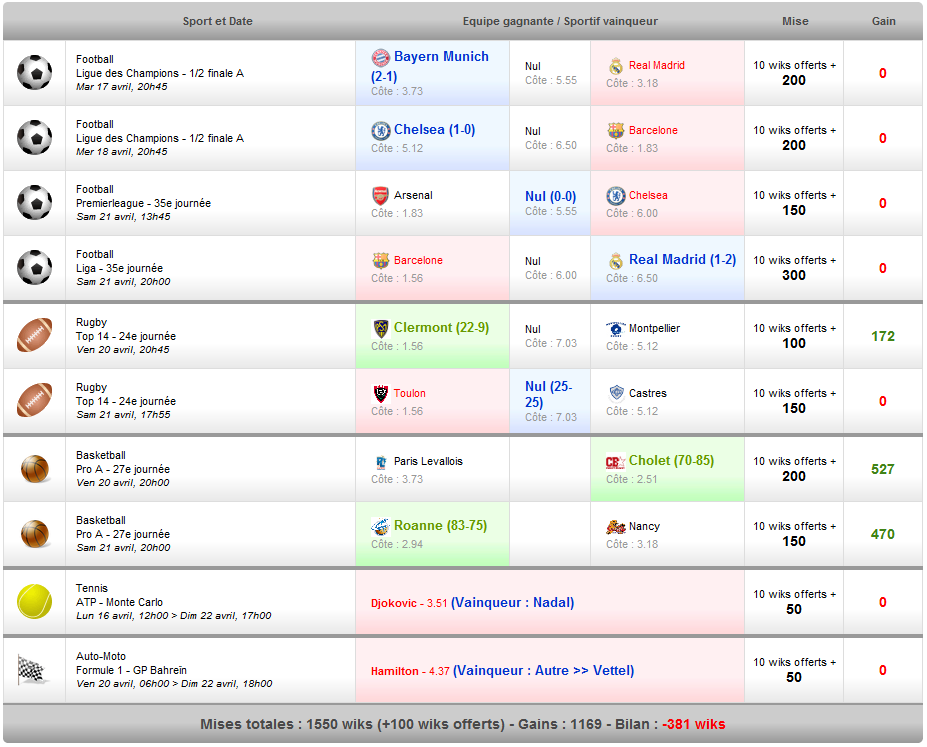 Sport et Date Equipe gagnante / Sportif vainqueur Mise Gain
Football
Ligue des Champions - 1/2 finale A
Mar 17 avril, 20h45
Bayern Munich
(2-1)
Côte : 3.73
Nul
Côte : 5.55
Real Madrid
Côte : 3.18
10 wiks offerts +
200
0
Football
Ligue des Champions - 1/2 finale A
Mer 18 avril, 20h45
Chelsea (1-0)
Côte : 5.12
Nul
Côte : 6.50
Barcelone
Côte : 1.83
10 wiks offerts +
200
0
Football
Premierleague - 35e journée
Sam 21 avril, 13h45
Arsenal
Côte : 1.83
Nul (0-0)
Côte : 5.55
Chelsea
Côte : 6.00
10 wiks offerts +
150
0
Football
Liga - 35e journée
Sam 21 avril, 20h00
Barcelone
Côte : 1.56
Nul
Côte : 6.00
Real Madrid (1-2)
Côte : 6.50
10 wiks offerts +
300
0
Rugby
Top 14 - 24e journée
Ven 20 avril, 20h45
Clermont (22-9)
Côte : 1.56
Nul
Côte : 7.03
Montpellier
Côte : 5.12
10 wiks offerts +
100
172
Rugby
Top 14 - 24e journée
Sam 21 avril, 17h55
Toulon
Côte : 1.56
Nul (25-
25)
Côte : 7.03
Castres
Côte : 5.12
10 wiks offerts +
150
0
Basketball
Pro A - 27e journée
Ven 20 avril, 20h00
Paris Levallois
Côte : 3.73
Cholet (70-85)
Côte : 2.51
10 wiks offerts +
200
527
Basketball
Pro A - 27e journée
Sam 21 avril, 20h00
Roanne (83-75)
Côte : 2.94
Nancy
Côte : 3.18
10 wiks offerts +
150
470
Tennis
ATP - Monte Carlo
Lun 16 avril, 12h00 > Dim 22 avril, 17h00
Djokovic - 3.51 (Vainqueur : Nadal)
10 wiks offerts +
50
0
Auto-Moto
Formule 1 - GP Bahreïn
Ven 20 avril, 06h00 > Dim 22 avril, 18h00
Hamilton - 4.37 (Vainqueur : Autre >> Vettel)
10 wiks offerts +
50
0
Mises totales : 1550 wiks (+100 wiks offerts) - Gains : 1169 - Bilan : -381 wiks